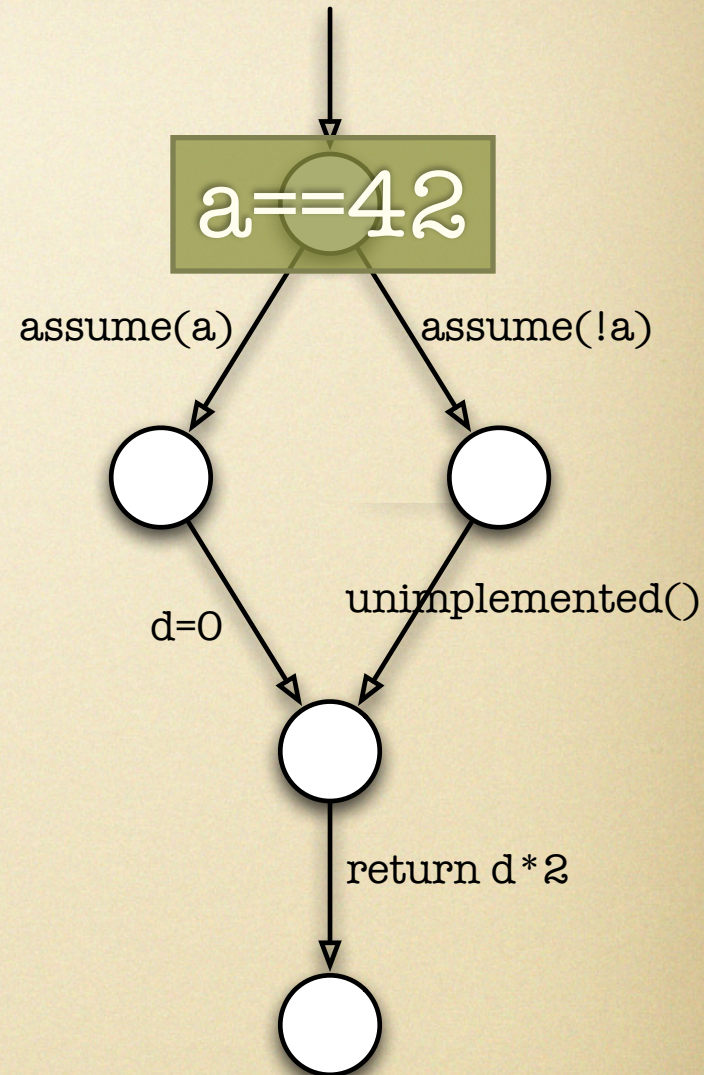 a==42
assume(a)
assume(!a)
unimplemented()
d=0
return d*2